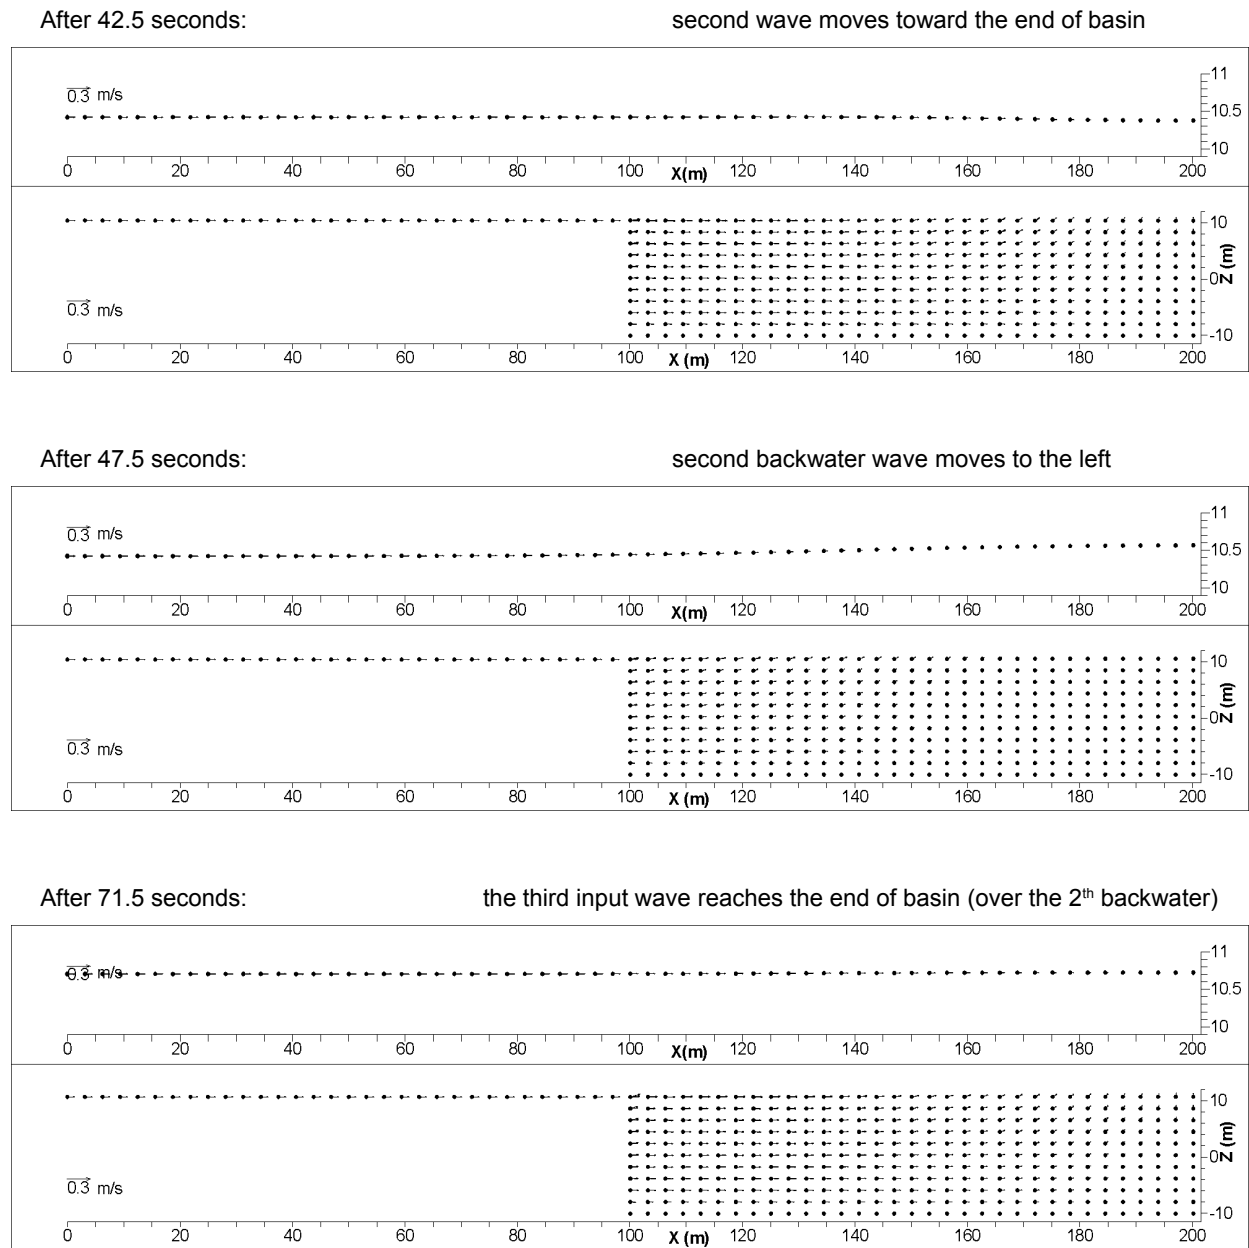 After 42.5 seconds: second wave moves toward the end of basin
11
0.3 m/s
10.5
10
0 20 40 60 80 100 X(m) 120 140 160 180 200
10
0 Z (m)
0.3 m/s
-10
0 20 40 60 80 100 X (m) 120 140 160 180 200
After 47.5 seconds: second backwater wave moves to the left
11
0.3 m/s
10.5
10
0 20 40 60 80 100 X(m) 120 140 160 180 200
10
0 Z (m)
0.3 m/s
-10
0 20 40 60 80 100 X (m) 120 140 160 180 200
After 71.5 seconds: the third input wave reaches the end of basin (over the 2th backwater)
11
0.3 m/s
10.5
10
0 20 40 60 80 100 X(m) 120 140 160 180 200
10
0 Z (m)
0.3 m/s
-10
0 20 40 60 80 100 X (m) 120 140 160 180 200